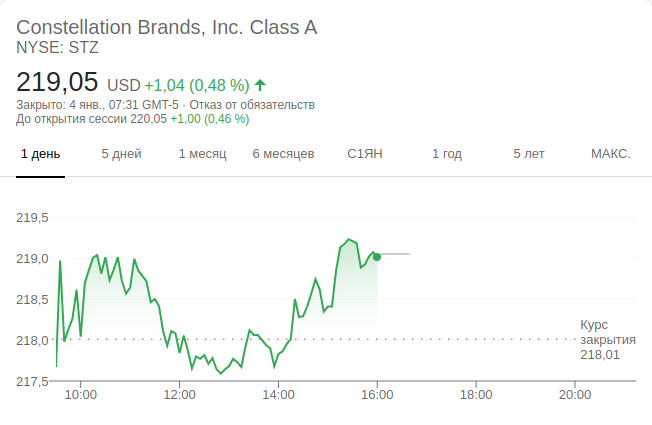 Constellation Brands, Inc. Class A
NYSE: STZ
219,05 USD +1,04 (0,48 %)
Закрыто: 4 янв., 07:31 GMT-5 · Отказ от обязательств
До открытия сессии 220,05 +1,00 (0,46 %)
1 день 5 дней 1 месяц 6 месяцев С1ЯН 1 год 5 лет МАКС.
219,5
219,0
218,5
218,0
217,5
Курс
закрытия
218,01
10:00 12:00 14:00 16:00 18:00 20:00